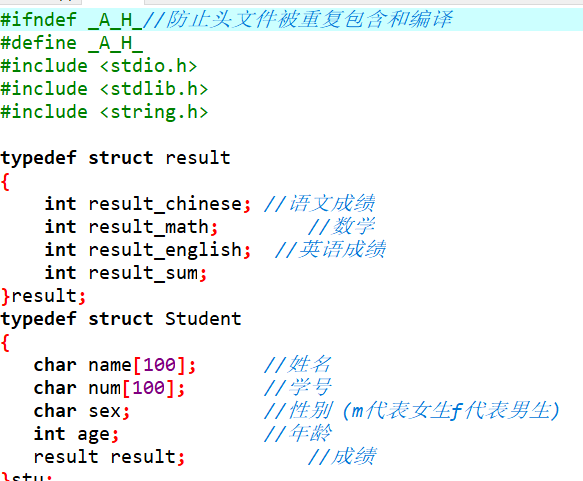 #ifndef _A_H_//防止头文件被重复包含和编译
#define _A_H_
#include <stdio.h>
#include <stdlib.h>
#include <string.h>
typedef struct result
{
int result_chinese; //语文成绩
int result_math; //数学
int result_english; //英语成绩
int result_sum;
}result;
typedef struct Student
{
char name[100]; //姓名
char num[100]; //学号
char sex; //性别 (m代表女生f代表男生)
int age; //年龄
result result; //成绩
}stu;